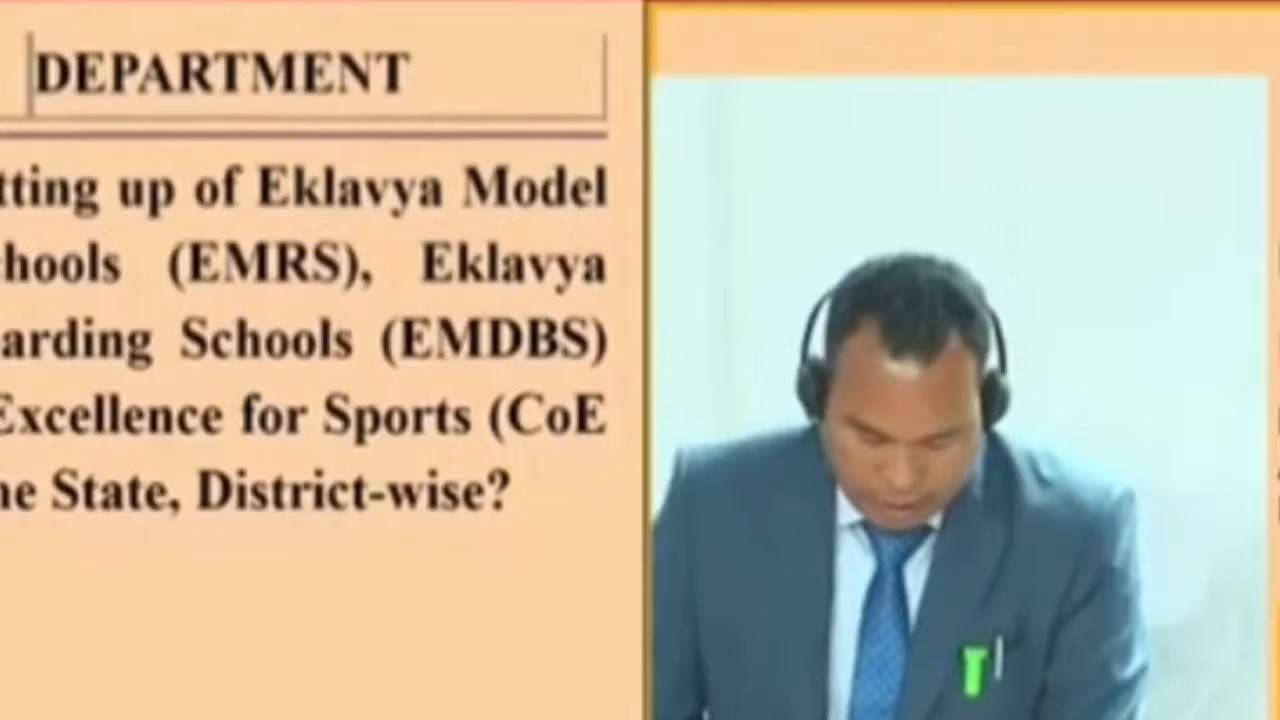 DEPARTMENT
tting up of Eklavya Model
hools (EMRS), Eklavya
arding Schools (EMDBS)
Excellence for Sports (CoE
he State, District-wise?